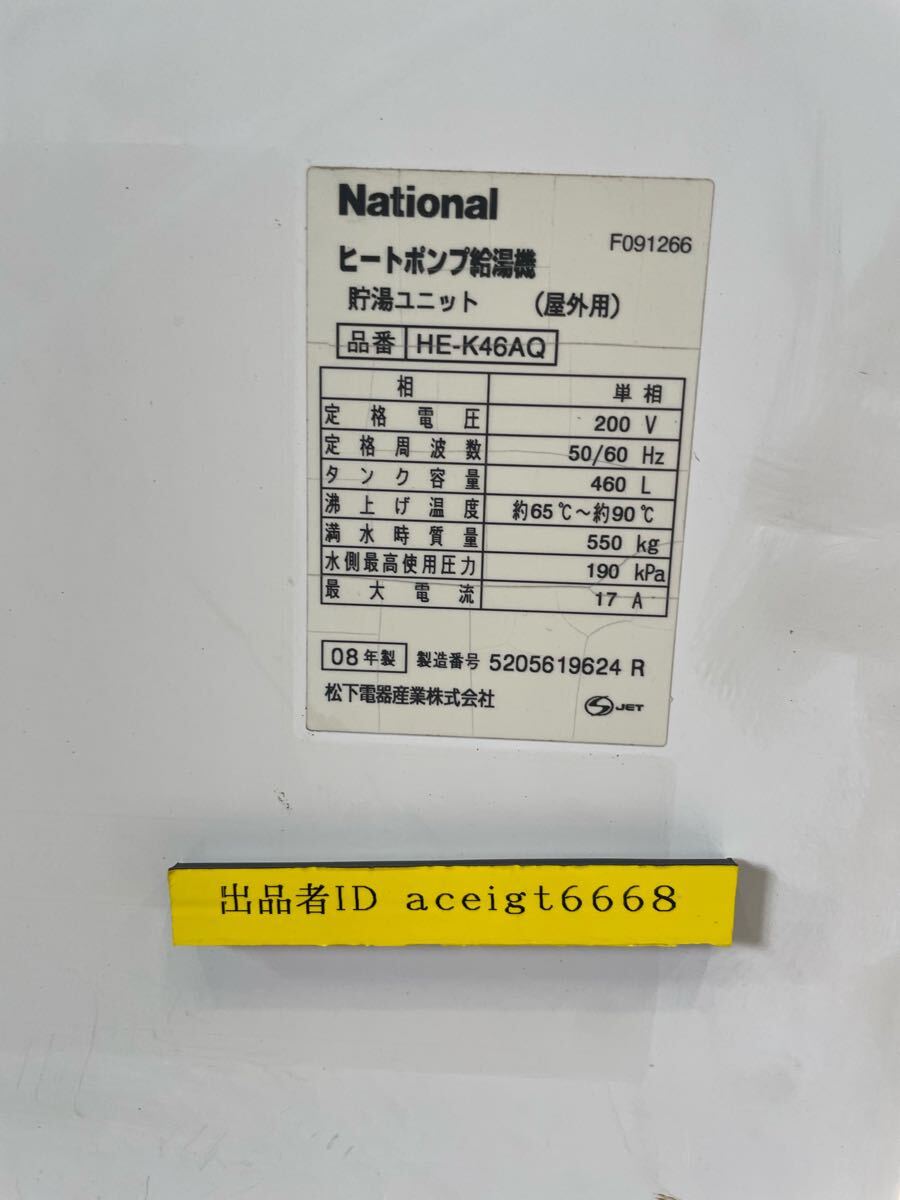 National
F091266
ヒートポンプ給湯機
貯湯ユニット （屋外用）
品番 HE-K46AQ
相 単相
定格電圧 200 V
定格周波数 50/60 Hz
タンク容量 460 L
沸上げ温度 約65℃～約90℃
満水時質量 550 kg
水側最高使用圧力 190 kPa
最大電流 17 A
08年製 製造番号 5205619624 R
松下電器産業株式会社 S JET
出品者ID aceigt6668